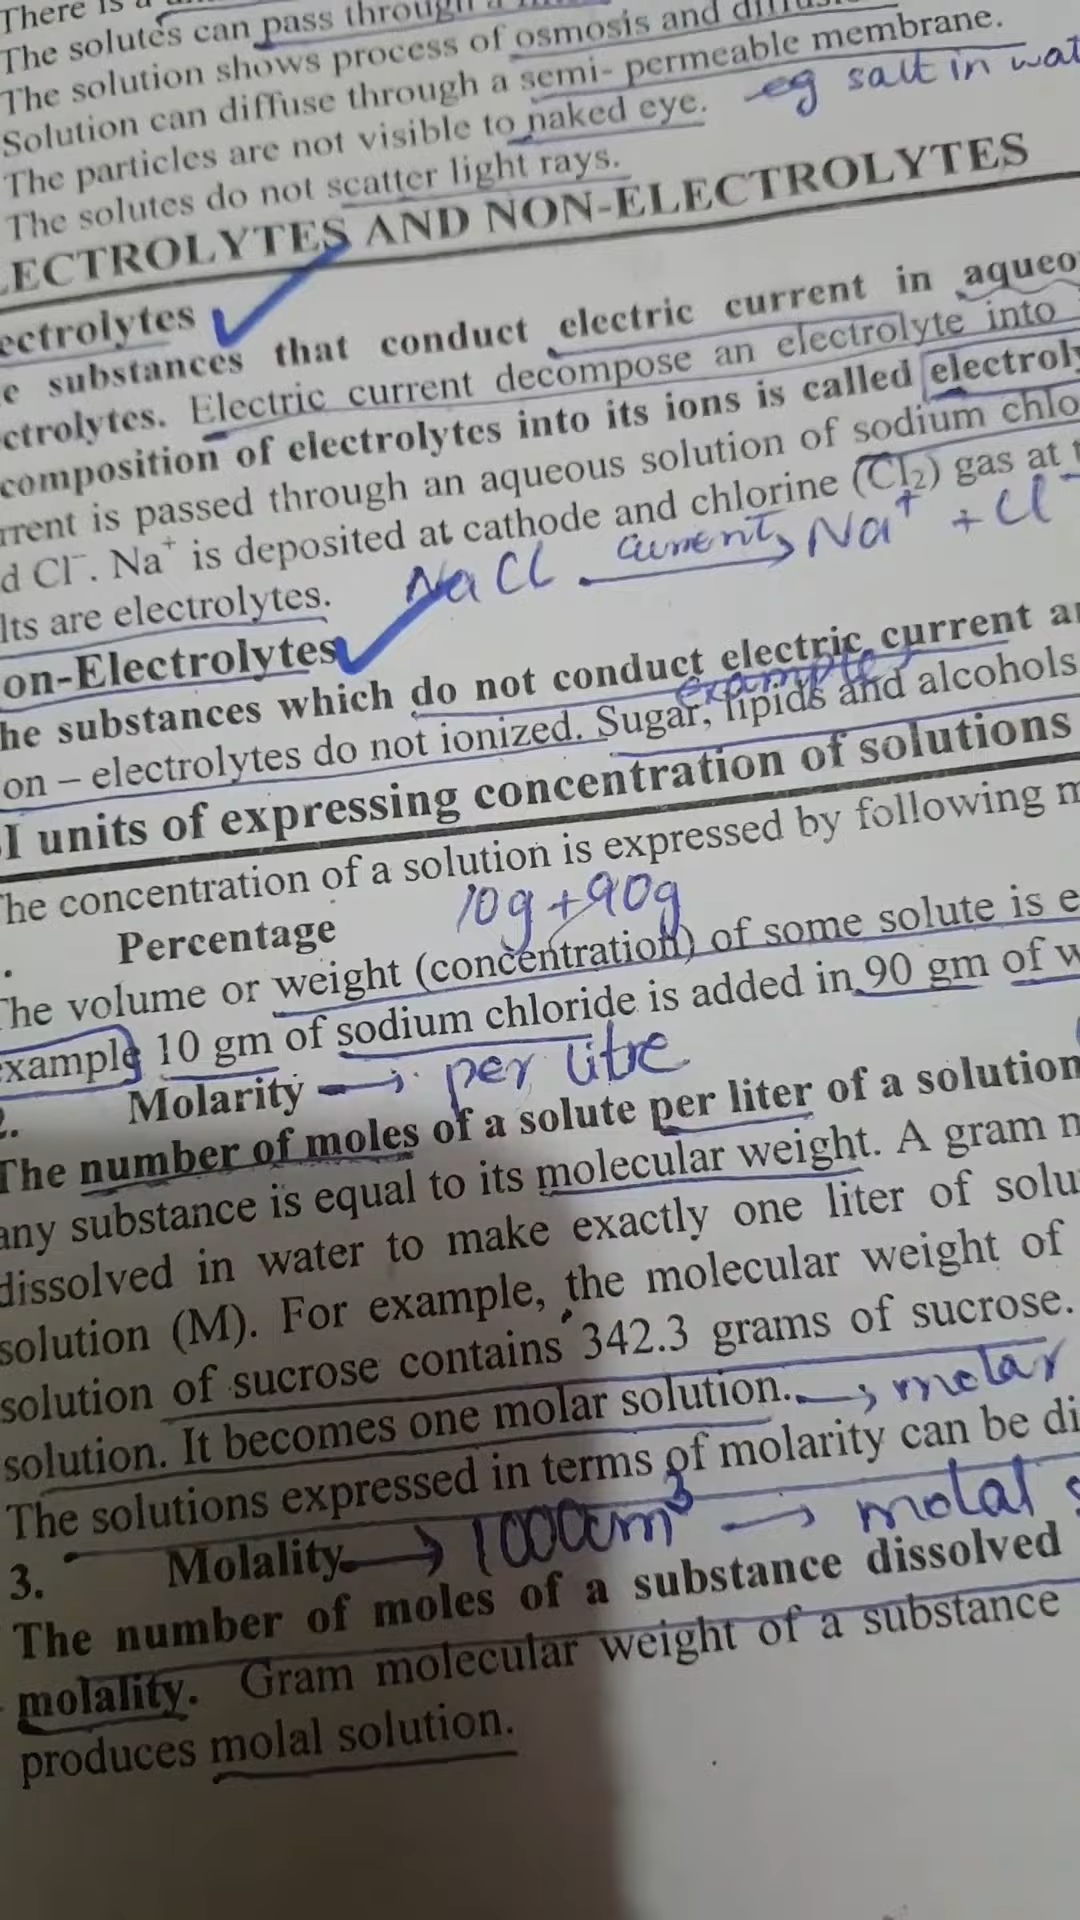 There is a
The solutes can pass through a
The solution shows process of osmosis and
Solution can diffuse through a semi- permeable membrane.
The particles are not visible to naked eye. eg salt in wat
The solutes do not scatter light rays.
LECTROLYTES AND NON-ELECTROLYTES
ectrolytes
e substances that conduct electric current in aqueo
ctrolytes. Electric current decompose an electrolyte into
composition of electrolytes into its ions is called electroly
rrent is passed through an aqueous solution of sodium chlo
d Cl⁻. Na⁺ is deposited at cathode and chlorine (Cl₂) gas at t
lts are electrolytes. NaCl current → Na⁺ + Cl⁻
on-Electrolytes
he substances which do not conduct electric current a
example
on – electrolytes do not ionized. Sugar, lipids and alcohols
I units of expressing concentration of solutions
The concentration of a solution is expressed by following m
Percentage 10g+90g
The volume or weight (concentration) of some solute is e
example 10 gm of sodium chloride is added in 90 gm of w
2. Molarity → per litre
The number of moles of a solute per liter of a solution
any substance is equal to its molecular weight. A gram m
dissolved in water to make exactly one liter of solu
solution (M). For example, the molecular weight of
solution of sucrose contains 342.3 grams of sucrose.
solution. It becomes one molar solution. → molar
The solutions expressed in terms of molarity can be di
3. Molality → 1000cm³ → molal s
The number of moles of a substance dissolved
molality. Gram molecular weight of a substance
produces molal solution.